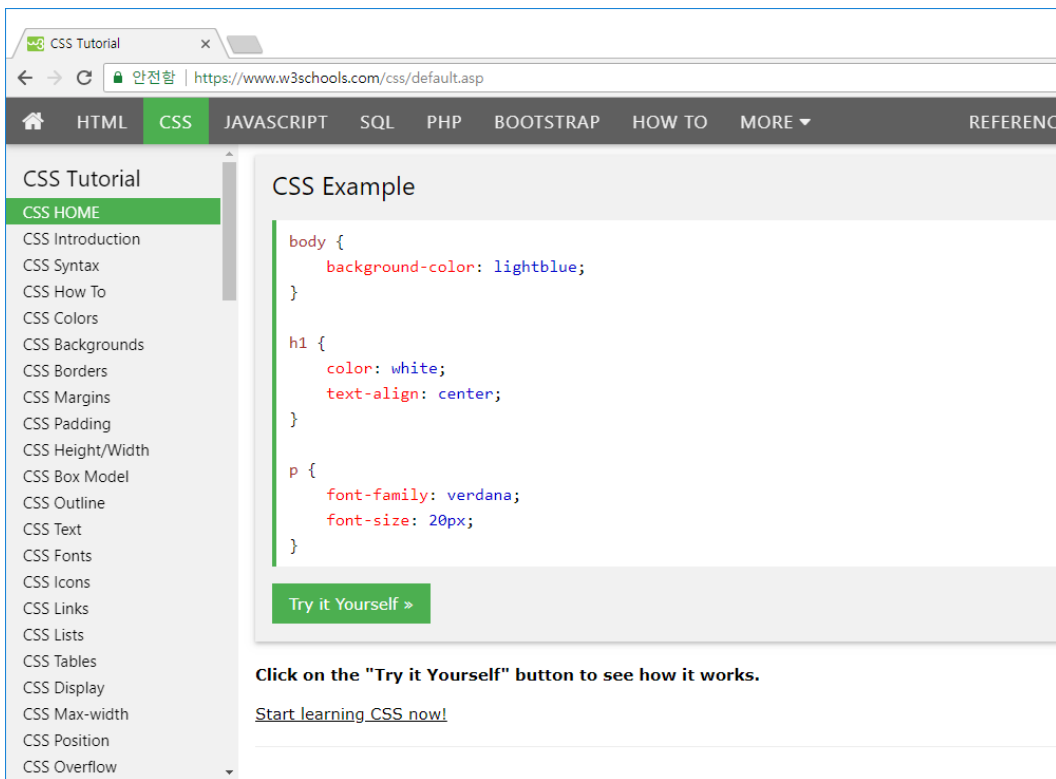 CSS Tutorial
안전함 https://www.w3schools.com/css/default.asp
HTML CSS JAVASCRIPT SQL PHP BOOTSTRAP HOW TO MORE REFERENC
CSS Tutorial
CSS HOME
CSS Introduction
CSS Syntax
CSS How To
CSS Colors
CSS Backgrounds
CSS Borders
CSS Margins
CSS Padding
CSS Height/Width
CSS Box Model
CSS Outline
CSS Text
CSS Fonts
CSS Icons
CSS Links
CSS Lists
CSS Tables
CSS Display
CSS Max-width
CSS Position
CSS Overflow
CSS Example
body {
    background-color: lightblue;
}
h1 {
    color: white;
    text-align: center;
}
p {
    font-family: verdana;
    font-size: 20px;
}
Try it Yourself »
Click on the "Try it Yourself" button to see how it works.
Start learning CSS now!